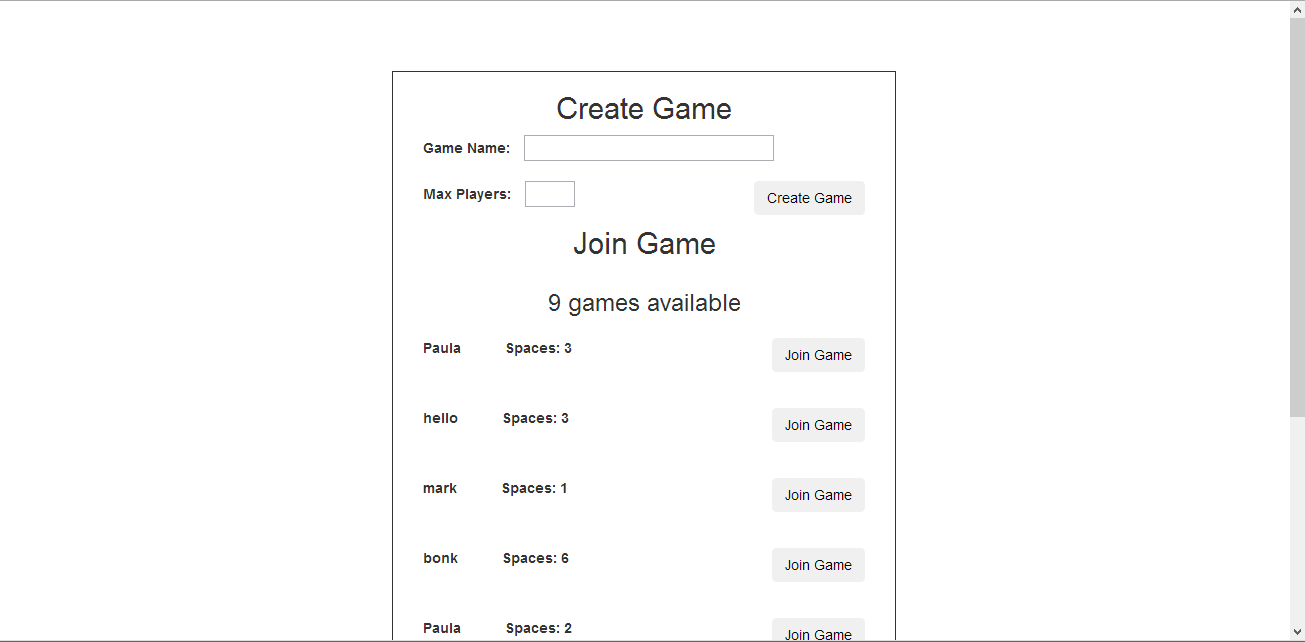 Create Game
Game Name:
Max Players: Create Game
Join Game
9 games available
Paula Spaces: 3 Join Game
hello Spaces: 3 Join Game
mark Spaces: 1 Join Game
bonk Spaces: 6 Join Game
Paula Spaces: 2 Join Game